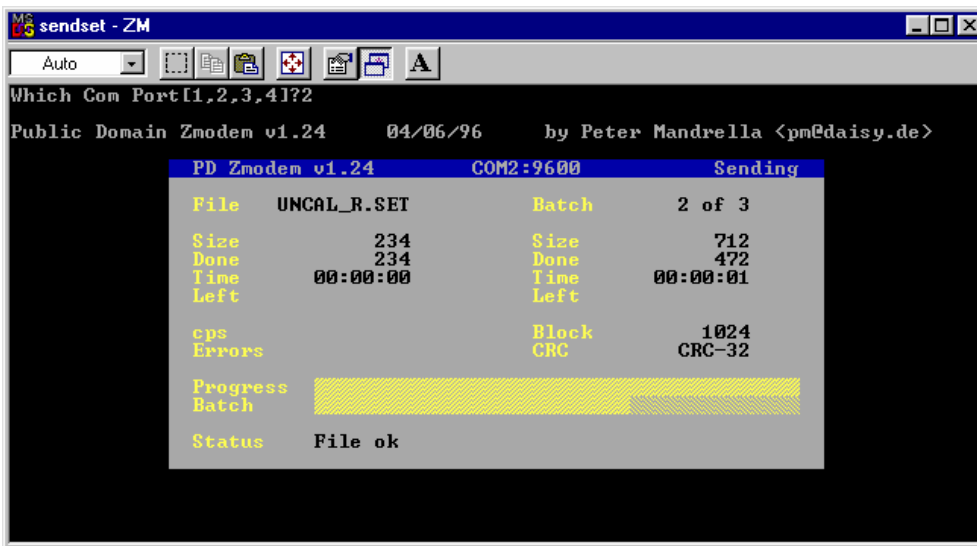 sendset - ZM
Auto
A
Which Com Port[1,2,3,4]?2
Public Domain Zmodem v1.24 04/06/96 by Peter Mandrella <pm@daisy.de>
PD Zmodem v1.24 COM2:9600 Sending
File UNCAL_R.SET Batch 2 of 3
Size 234 Size 712
Done 234 Done 472
Time 00:00:00 Time 00:00:01
Left Left
cps Block 1024
Errors CRC CRC-32
Progress
Batch
Status File ok